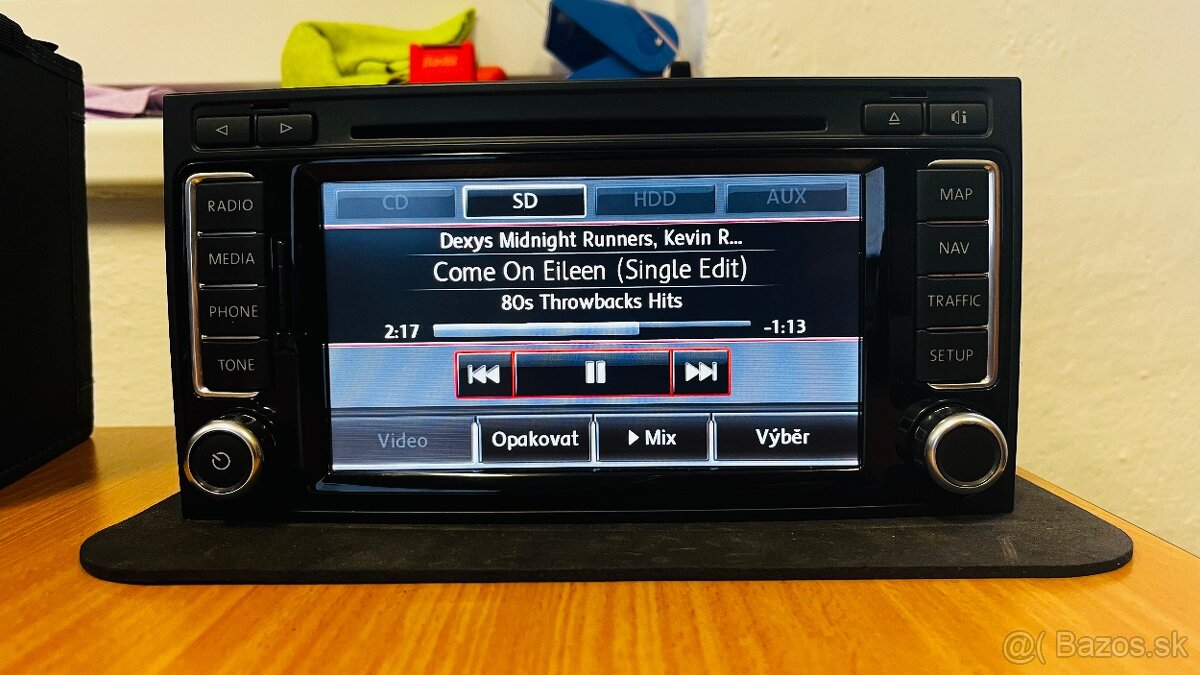 RADIO
MEDIA
PHONE
TONE
CD SD HDD AUX
Dexys Midnight Runners, Kevin R...
Come On Eileen (Single Edit)
80s Throwbacks Hits
2:17 -1:13
Video Opakovat Mix Výběr
MAP
NAV
TRAFFIC
SETUP
@( Bazos.sk